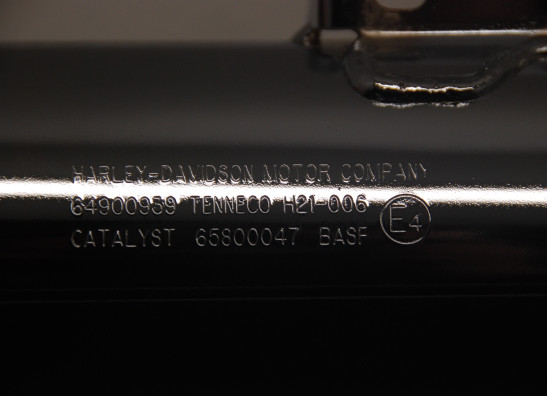 HARLEY-DAVIDSON MOTOR COMPANY
64900959 TENNECO H21-006
CATALYST 65800047 BASF E4